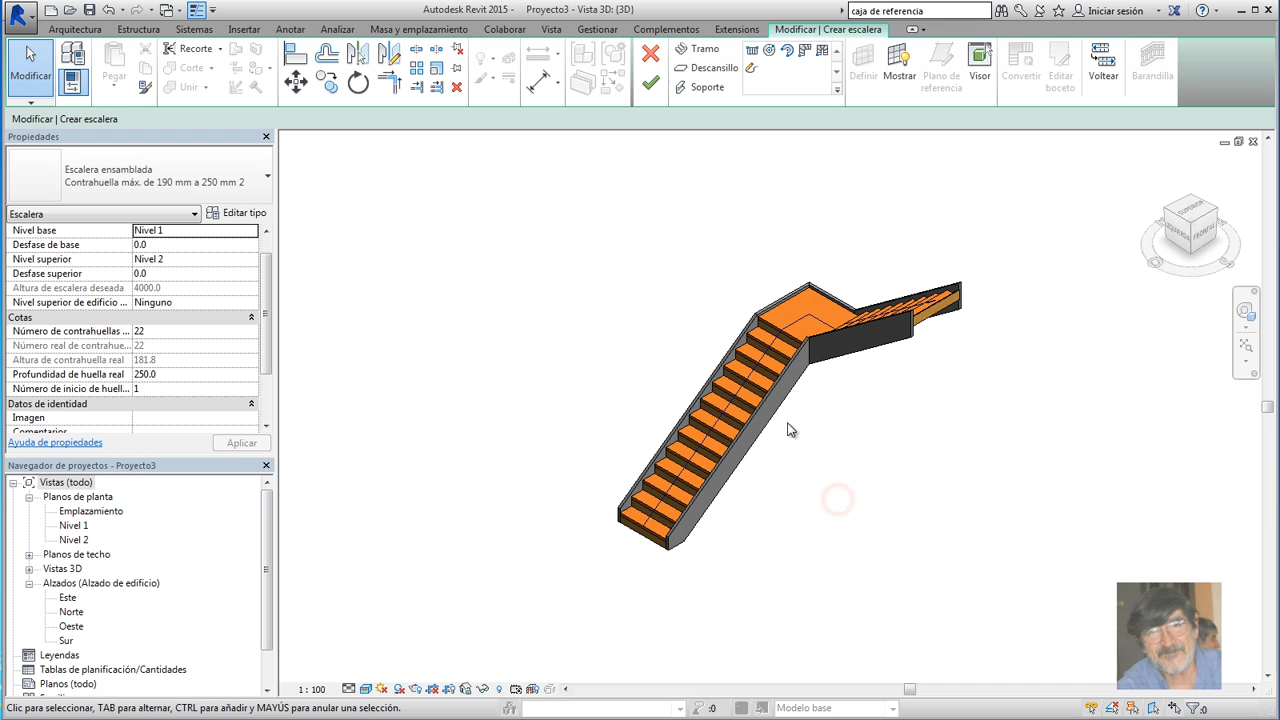 Autodesk Revit 2015 - Proyecto3 - Vista 3D: {3D}
caja de referencia
Iniciar sesión
Arquitectura
Estructura
Sistemas
Insertar
Anotar
Analizar
Masa y emplazamiento
Colaborar
Vista
Gestionar
Complementos
Extensions
Modificar | Crear escalera
Modificar
Pegar
Recorte
Corte
Unir
Tramo
Descansillo
Soporte
Definir
Mostrar
Plano de referencia
Visor
Convertir
Editar boceto
Voltear
Barandilla
Modificar | Crear escalera
Propiedades
Escalera ensamblada
Contrahuella máx. de 190 mm a 250 mm 2
Escalera
Editar tipo
Nivel base Nivel 1
Desfase de base 0.0
Nivel superior Nivel 2
Desfase superior 0.0
Altura de escalera deseada 4000.0
Nivel superior de edificio ... Ninguno
Cotas
Número de contrahuellas 22
Número real de contrahue... 22
Altura de contrahuella real 181.8
Profundidad de huella real 250.0
Número de inicio de huell... 1
Datos de identidad
Imagen
Comentarios
Ayuda de propiedades
Aplicar
Navegador de proyectos - Proyecto3
Vistas (todo)
Planos de planta
Emplazamiento
Nivel 1
Nivel 2
Planos de techo
Vistas 3D
Alzados (Alzado de edificio)
Este
Norte
Oeste
Sur
Leyendas
Tablas de planificación/Cantidades
Planos (todo)
SUPERIOR
IZQUIERDA
FRONTAL
1 : 100
Clic para seleccionar, TAB para alternar, CTRL para añadir y MAYÚS para anular una selección.
:0
Modelo base
:0